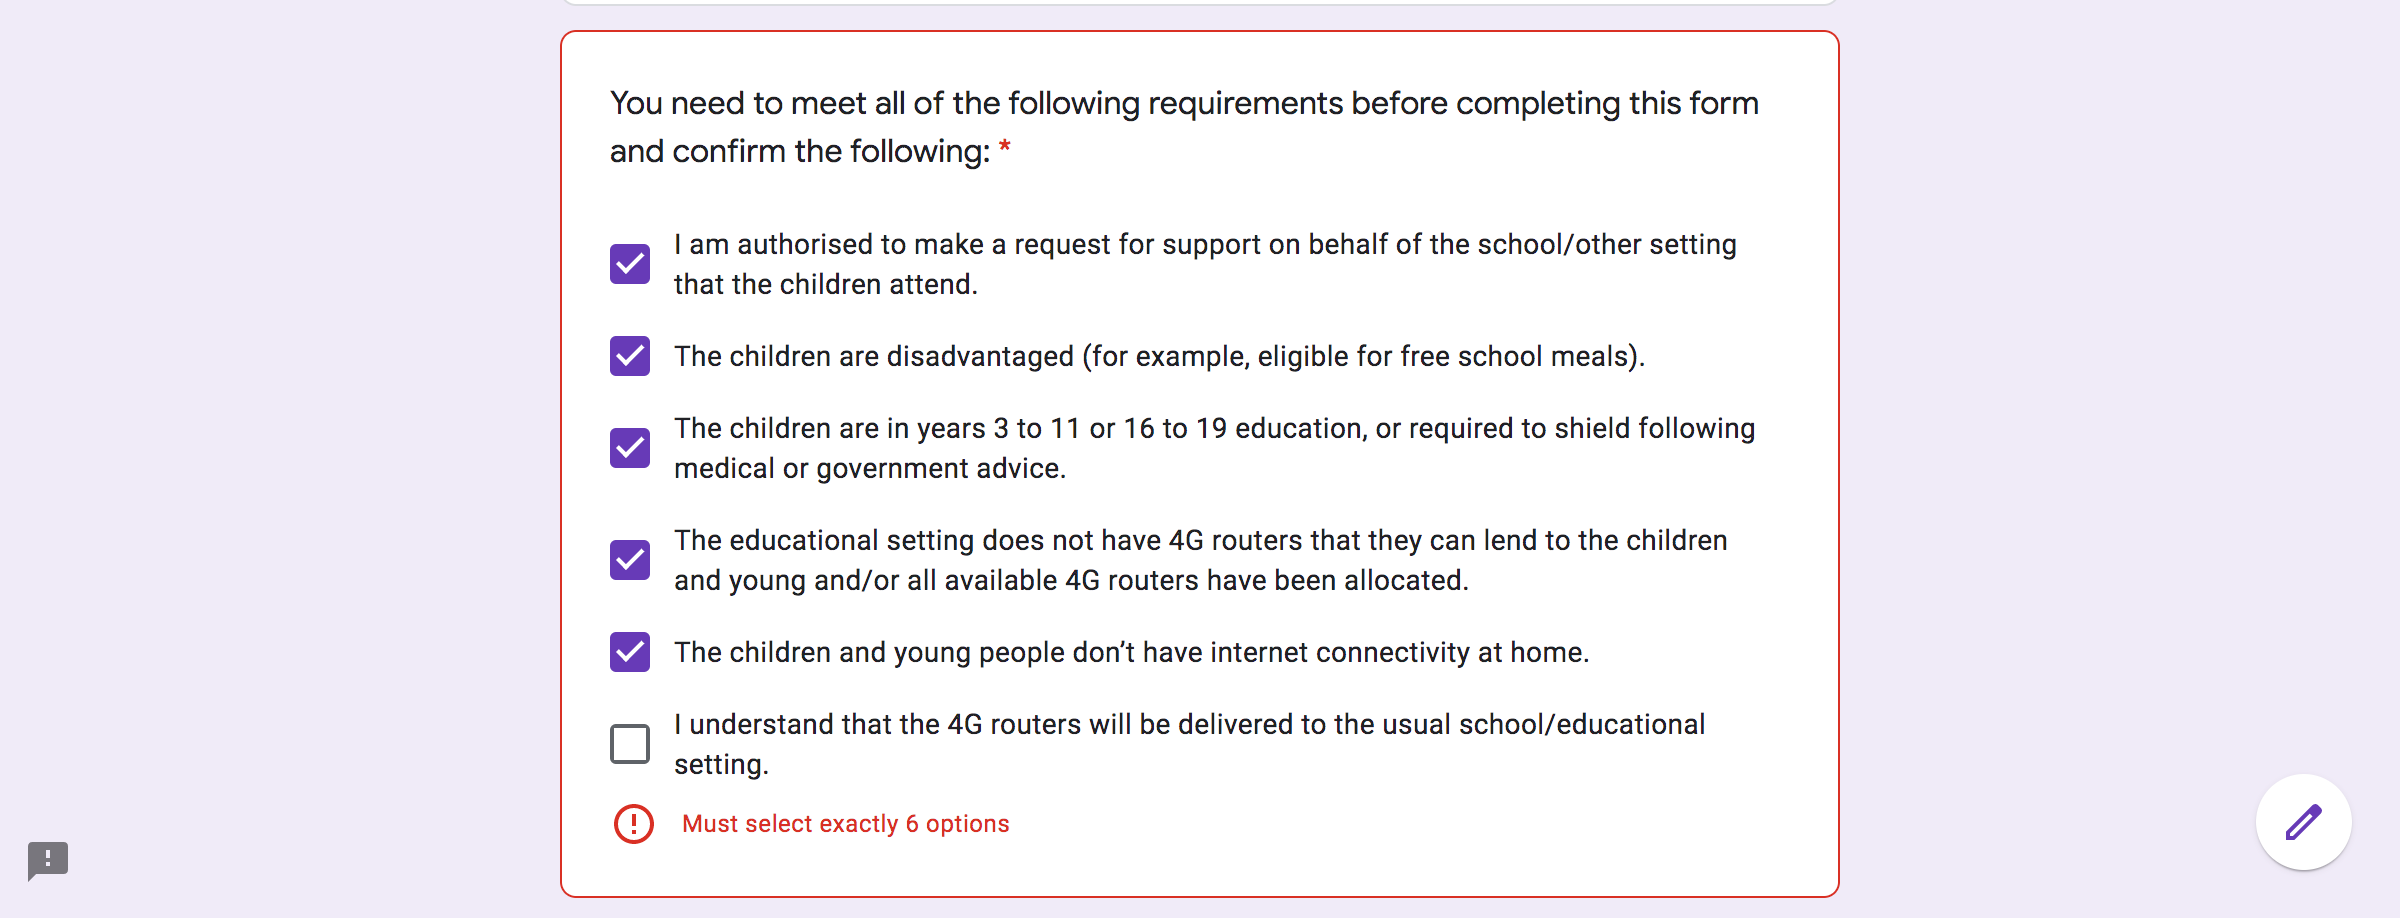 You need to meet all of the following requirements before completing this form
and confirm the following: *
I am authorised to make a request for support on behalf of the school/other setting
that the children attend.
The children are disadvantaged (for example, eligible for free school meals).
The children are in years 3 to 11 or 16 to 19 education, or required to shield following
medical or government advice.
The educational setting does not have 4G routers that they can lend to the children
and young and/or all available 4G routers have been allocated.
The children and young people don’t have internet connectivity at home.
I understand that the 4G routers will be delivered to the usual school/educational
setting.
Must select exactly 6 options